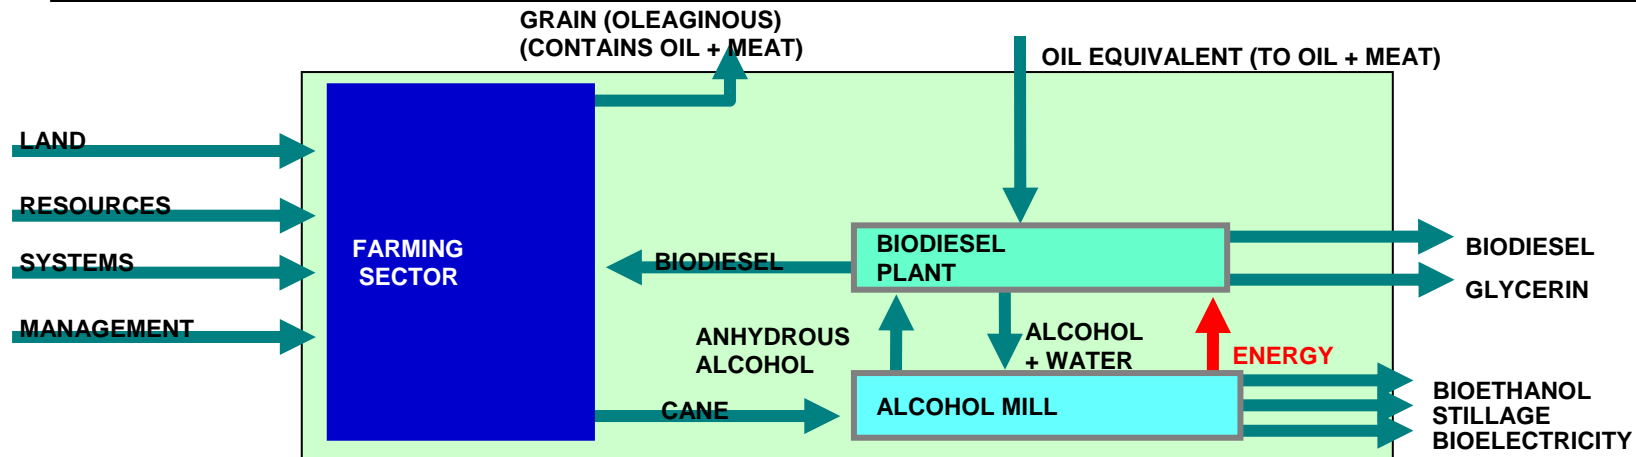 GRAIN (OLEAGINOUS)
(CONTAINS OIL + MEAT)
OIL EQUIVALENT (TO OIL + MEAT)
LAND
RESOURCES
SYSTEMS
MANAGEMENT
FARMING
SECTOR
BIODIESEL
BIODIESEL
PLANT
BIODIESEL
GLYCERIN
ANHYDROUS
ALCOHOL
ALCOHOL
+ WATER
ENERGY
CANE
ALCOHOL MILL
BIOETHANOL
STILLAGE
BIOELECTRICITY